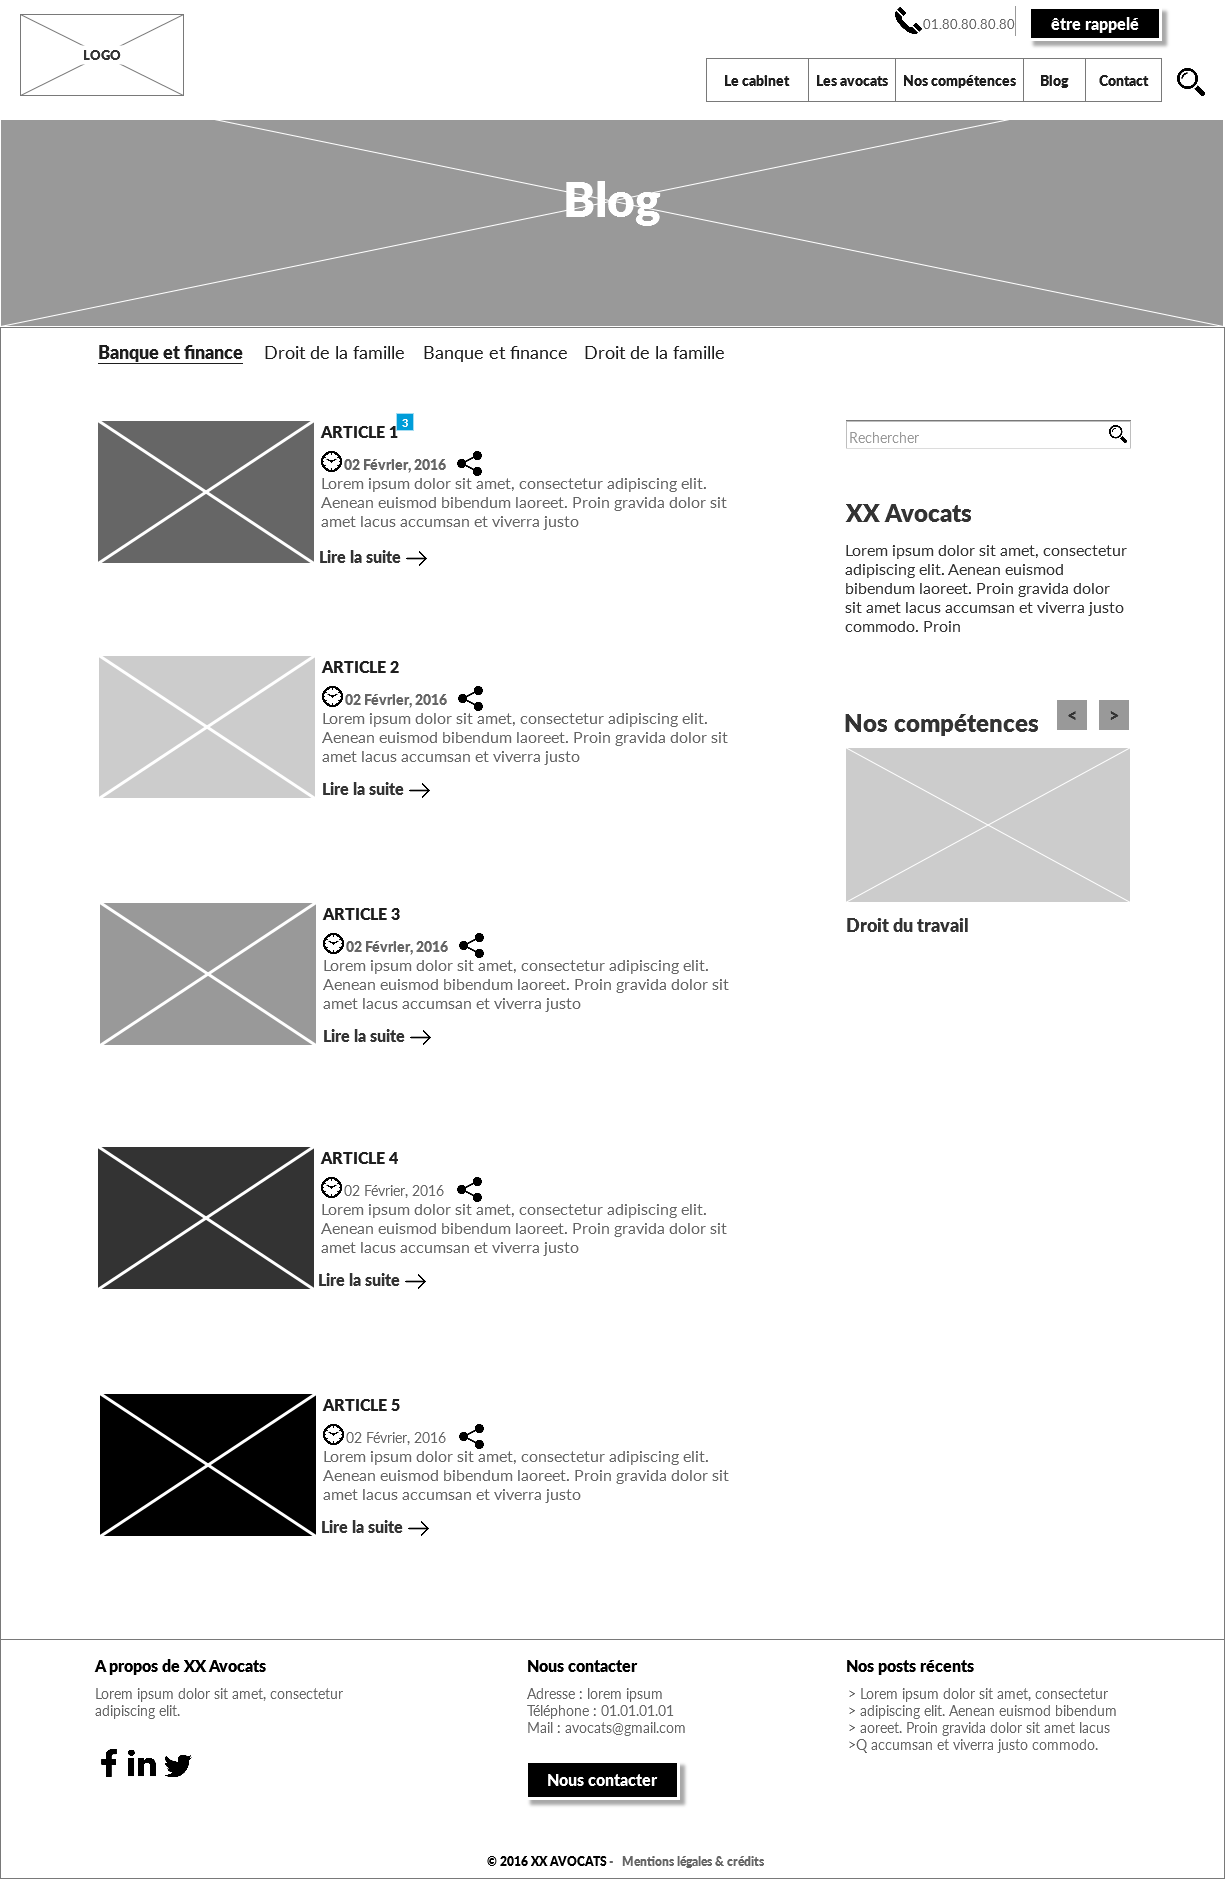 01.80.80.80.80
être rappelé
LOGO
Le cabinet
Les avocats
Nos compétences
Blog
Contact
Blog
Banque et finance
Droit de la famille
Banque et finance
Droit de la famille
ARTICLE 1
3
02 Février, 2016
Lorem ipsum dolor sit amet, consectetur adipiscing elit.
Aenean euismod bibendum laoreet. Proin gravida dolor sit
amet lacus accumsan et viverra justo
Lire la suite
ARTICLE 2
02 Février, 2016
Lorem ipsum dolor sit amet, consectetur adipiscing elit.
Aenean euismod bibendum laoreet. Proin gravida dolor sit
amet lacus accumsan et viverra justo
Lire la suite
ARTICLE 3
02 Février, 2016
Lorem ipsum dolor sit amet, consectetur adipiscing elit.
Aenean euismod bibendum laoreet. Proin gravida dolor sit
amet lacus accumsan et viverra justo
Lire la suite
ARTICLE 4
02 Février, 2016
Lorem ipsum dolor sit amet, consectetur adipiscing elit.
Aenean euismod bibendum laoreet. Proin gravida dolor sit
amet lacus accumsan et viverra justo
Lire la suite
ARTICLE 5
02 Février, 2016
Lorem ipsum dolor sit amet, consectetur adipiscing elit.
Aenean euismod bibendum laoreet. Proin gravida dolor sit
amet lacus accumsan et viverra justo
Lire la suite
Rechercher
XX Avocats
Lorem ipsum dolor sit amet, consectetur
adipiscing elit. Aenean euismod
bibendum laoreet. Proin gravida dolor
sit amet lacus accumsan et viverra justo
commodo. Proin
Nos compétences
<
>
Droit du travail
A propos de XX Avocats
Lorem ipsum dolor sit amet, consectetur
adipiscing elit.
Nous contacter
Adresse : lorem ipsum
Téléphone : 01.01.01.01
Mail : avocats@gmail.com
Nous contacter
Nos posts récents
> Lorem ipsum dolor sit amet, consectetur
> adipiscing elit. Aenean euismod bibendum
> aoreet. Proin gravida dolor sit amet lacus
>Q accumsan et viverra justo commodo.
© 2016 XX AVOCATS - Mentions légales & crédits